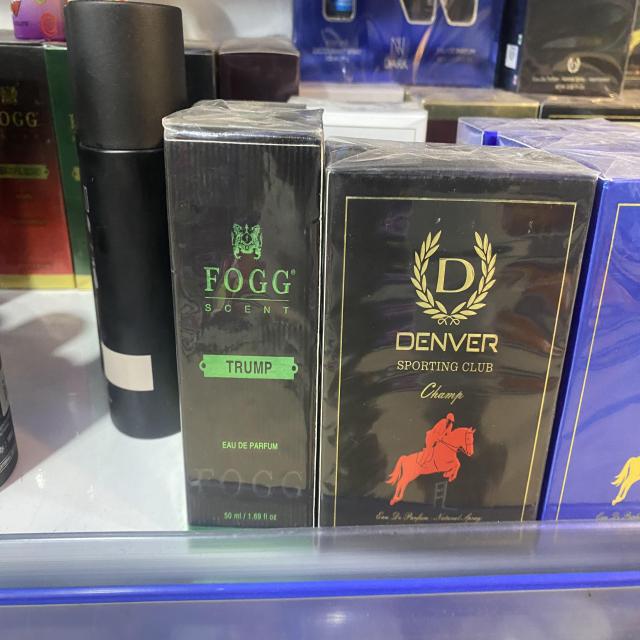 FOGG
FOGG
SCENT
TRUMP
EAU DE PARFUM
FOGG
50 ml / 1.69 fl oz
D
DENVER
SPORTING CLUB
Champ
Eau De Parfum - Natural Spray